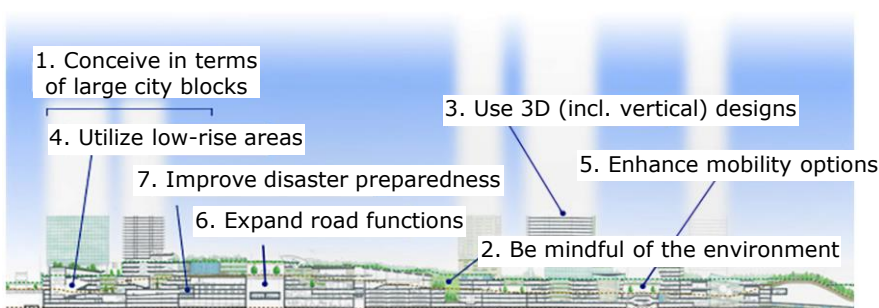 1. Conceive in terms
of large city blocks
3. Use 3D (incl. vertical) designs
4. Utilize low-rise areas
5. Enhance mobility options
7. Improve disaster preparedness
6. Expand road functions
2. Be mindful of the environment